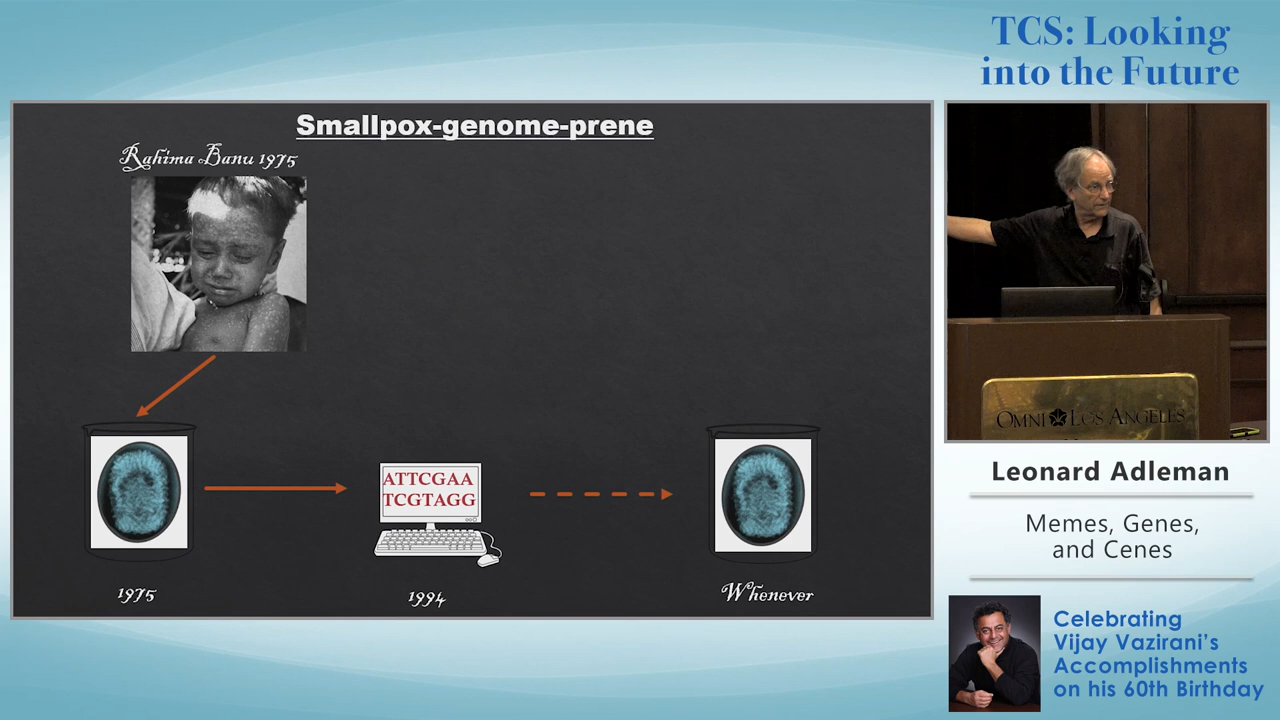 TCS: Looking
into the Future
Smallpox-genome-prene
Rahima Banu 1975
ATTCGAA
TCGTAGG
1975
1994
Whenever
OMNI LOS ANGELES
Leonard Adleman
Memes, Genes,
and Cenes
Celebrating
Vijay Vazirani's
Accomplishments
on his 60th Birthday